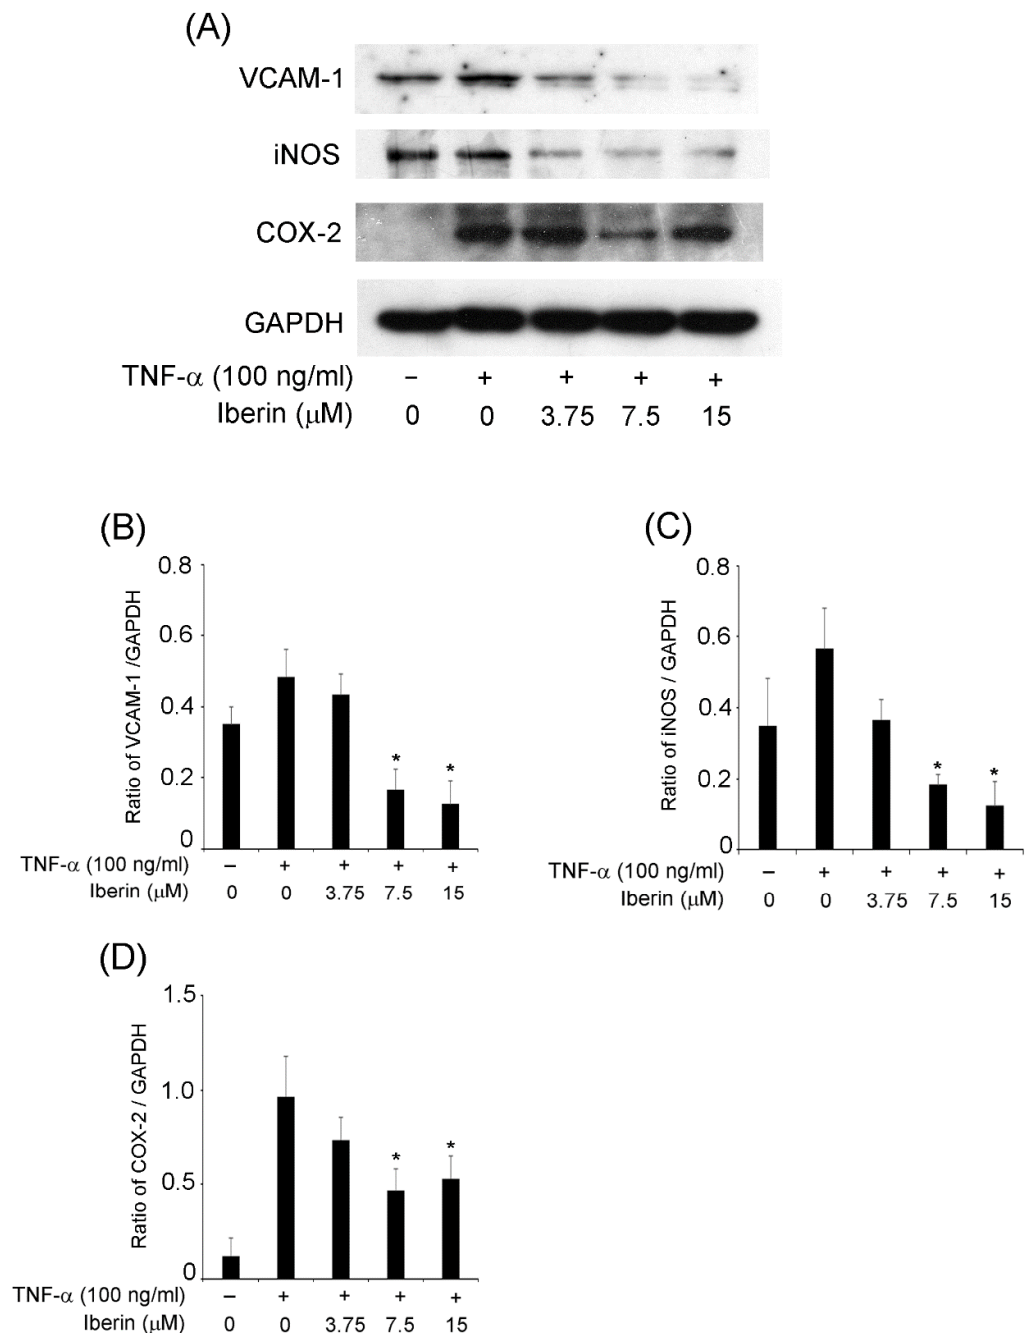 (A)
VCAM-1
iNOS
COX-2
GAPDH
TNF-α (100 ng/ml) – + + + +
Iberin (μM) 0 0 3.75 7.5 15
(B)
Ratio of VCAM-1 /GAPDH
0.8
0.6
0.4
0.2
0
* *
TNF-α (100 ng/ml) – + + + +
Iberin (μM) 0 0 3.75 7.5 15
(C)
Ratio of iNOS / GAPDH
0.8
0.6
0.4
0.2
0
* *
TNF-α (100 ng/ml) – + + + +
Iberin (μM) 0 0 3.75 7.5 15
(D)
Ratio of COX-2 / GAPDH
1.5
1.0
0.5
0
* *
TNF-α (100 ng/ml) – + + + +
Iberin (μM) 0 0 3.75 7.5 15